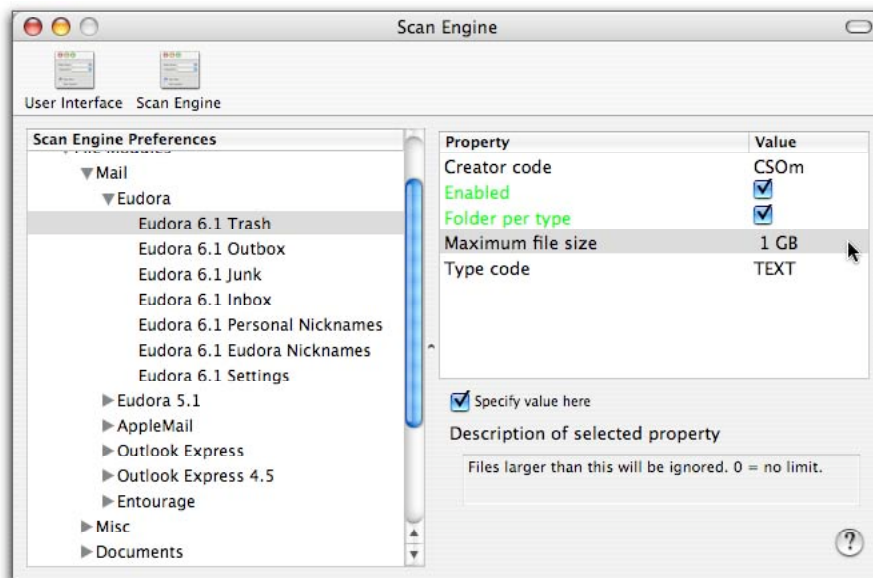 Scan Engine
User Interface Scan Engine
Scan Engine Preferences
Mail
Eudora
Eudora 6.1 Trash
Eudora 6.1 Outbox
Eudora 6.1 Junk
Eudora 6.1 Inbox
Eudora 6.1 Personal Nicknames
Eudora 6.1 Eudora Nicknames
Eudora 6.1 Settings
Eudora 5.1
AppleMail
Outlook Express
Outlook Express 4.5
Entourage
Misc
Documents
Property Value
Creator code CSOm
Enabled
Folder per type
Maximum file size 1 GB
Type code TEXT
Specify value here
Description of selected property
Files larger than this will be ignored. 0 = no limit.
?